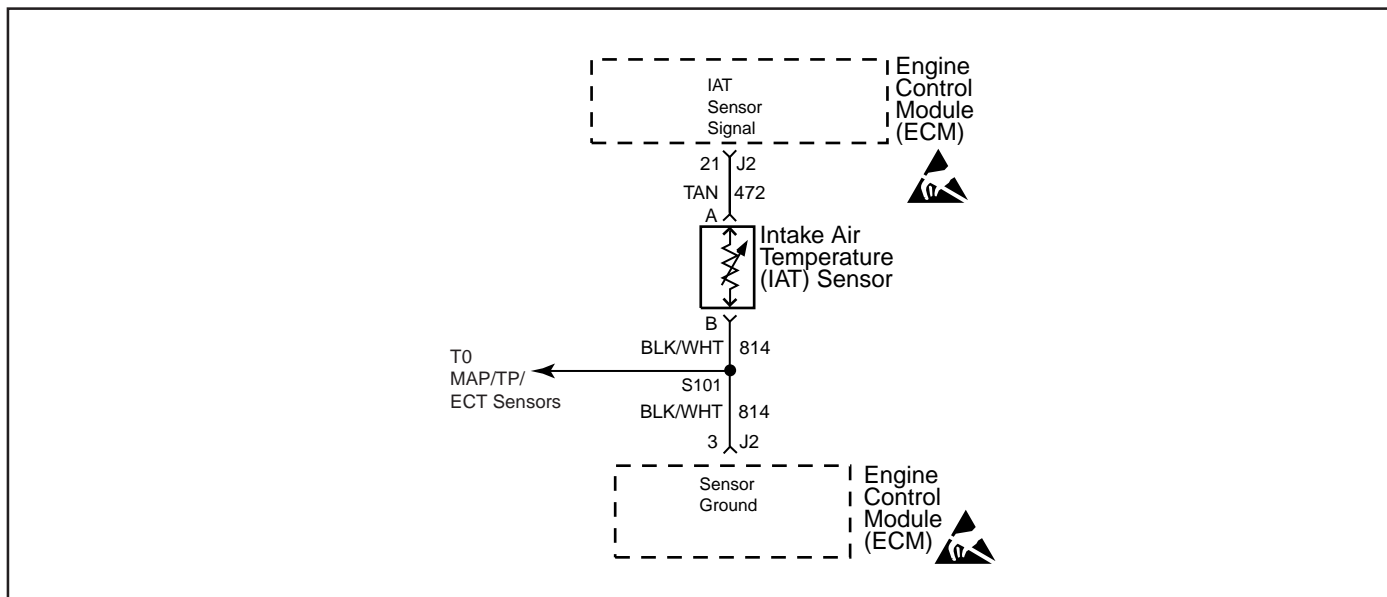 IAT
Sensor
Signal
Engine
Control
Module
(ECM)
21 J2
TAN 472
A
Intake Air
Temperature
(IAT) Sensor
B
BLK/WHT 814
T0
MAP/TP/
ECT Sensors
S101
BLK/WHT 814
3 J2
Sensor
Ground
Engine
Control
Module
(ECM)